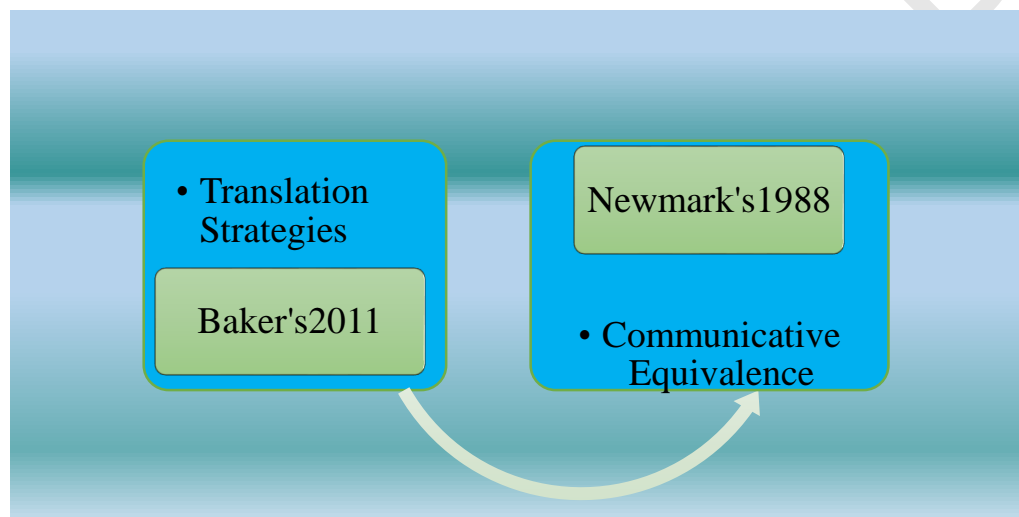 • Translation
Strategies
Baker's2011
Newmark's1988
• Communicative
Equivalence